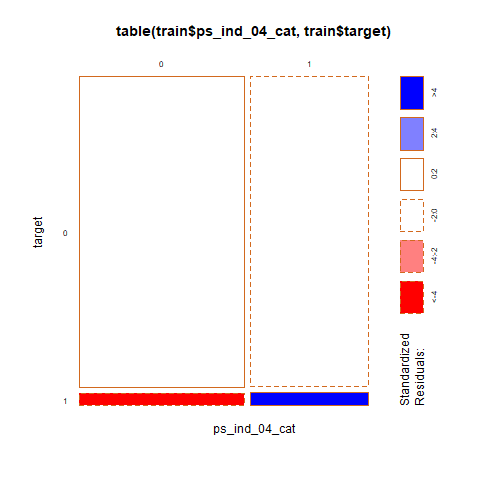 table(train$ps_ind_04_cat, train$target)
0
1
target
0
1
ps_ind_04_cat
>4
2:4
0:2
-2:0
-4:-2
<-4
Standardized
Residuals: